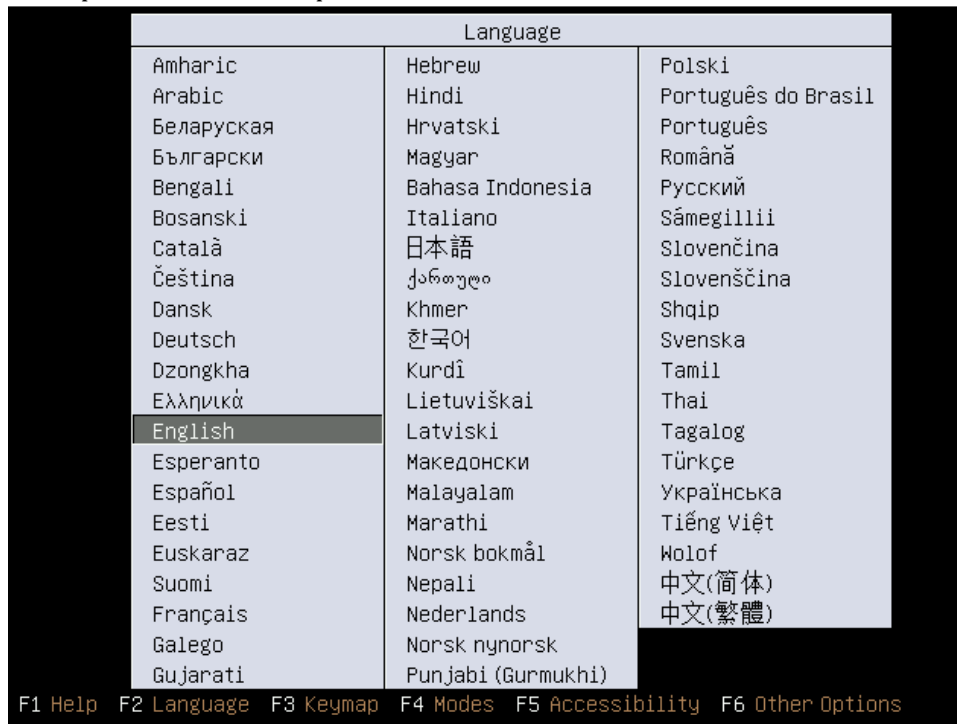 Language
Amharic
Arabic
Беларуская
Български
Bengali
Bosanski
Català
Čeština
Dansk
Deutsch
Dzongkha
Ελληνικά
English
Esperanto
Español
Eesti
Euskaraz
Suomi
Français
Galego
Gujarati
Hebrew
Hindi
Hrvatski
Magyar
Bahasa Indonesia
Italiano
日本語
ქართული
Khmer
한국어
Kurdî
Lietuviškai
Latviski
Македонски
Malayalam
Marathi
Norsk bokmål
Nepali
Nederlands
Norsk nynorsk
Punjabi (Gurmukhi)
Polski
Português do Brasil
Português
Română
Русский
Sámegillii
Slovenčina
Slovenščina
Shqip
Svenska
Tamil
Thai
Tagalog
Türkçe
Українська
Tiếng Việt
Wolof
中文(简体)
中文(繁體)
F1 Help F2 Language F3 Keymap F4 Modes F5 Accessibility F6 Other Options